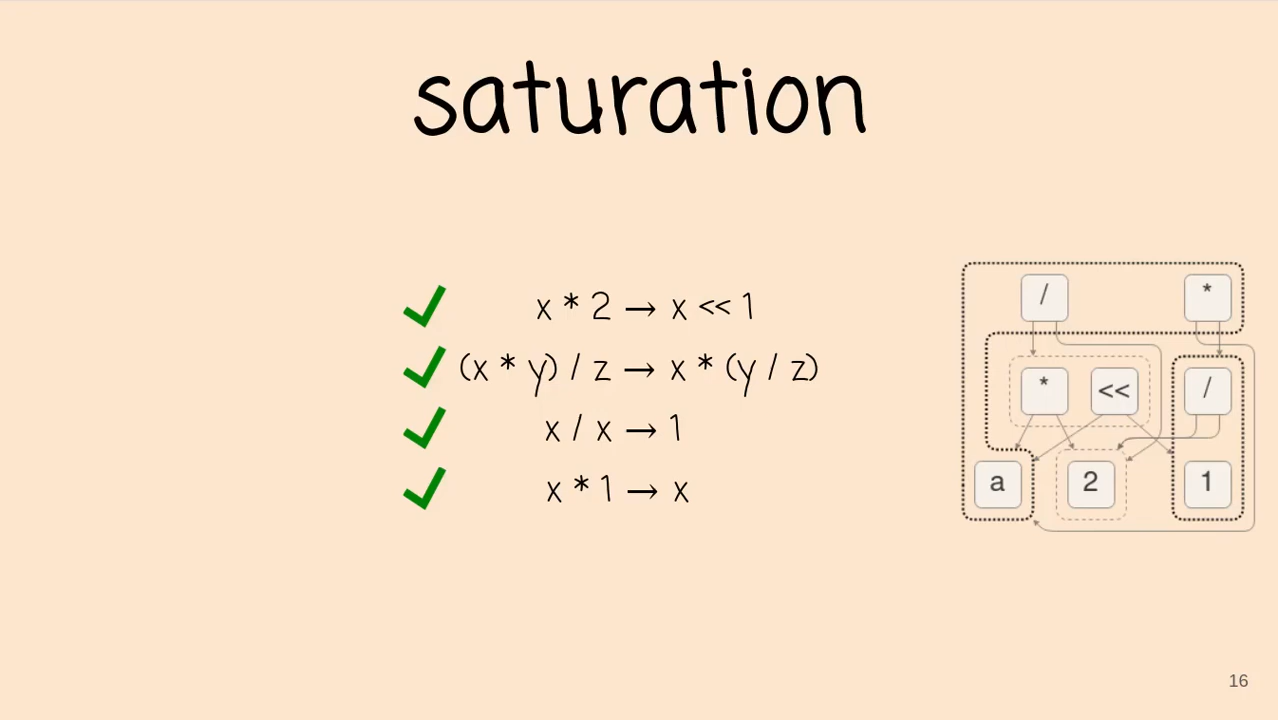 saturation
x * 2 → x << 1
(x * y) / z → x * (y / z)
x / x → 1
x * 1 → x
/ *
* << /
a 2 1
16